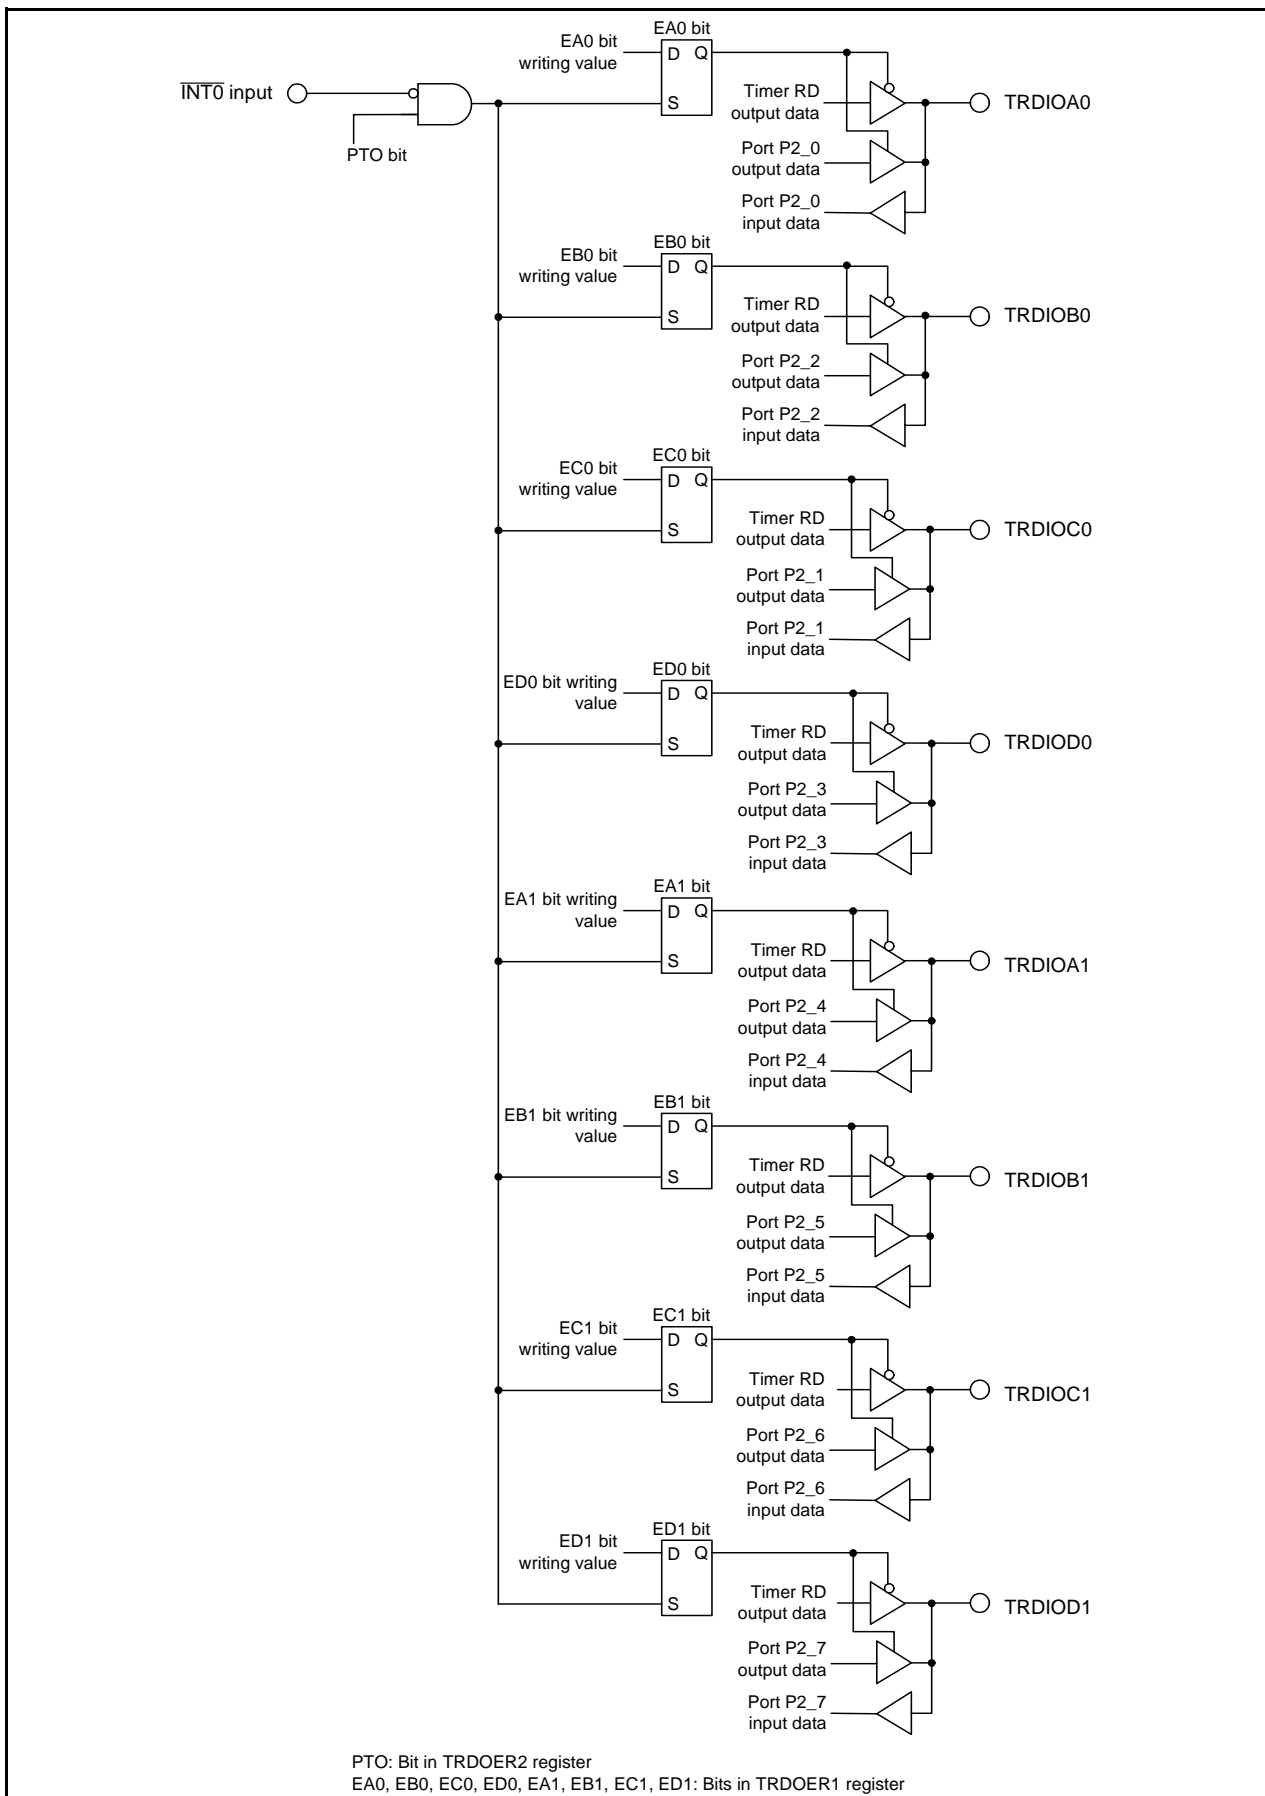 EA0 bit
EA0 bit
writing value
D Q
S
INT0 input
PTO bit
Timer RD
output data
TRDIOA0
Port P2_0
output data
Port P2_0
input data
EB0 bit
EB0 bit
writing value
D Q
S
Timer RD
output data
TRDIOB0
Port P2_2
output data
Port P2_2
input data
EC0 bit
EC0 bit
writing value
D Q
S
Timer RD
output data
TRDIOC0
Port P2_1
output data
Port P2_1
input data
ED0 bit
ED0 bit writing
value
D Q
S
Timer RD
output data
TRDIOD0
Port P2_3
output data
Port P2_3
input data
EA1 bit
EA1 bit writing
value
D Q
S
Timer RD
output data
TRDIOA1
Port P2_4
output data
Port P2_4
input data
EB1 bit
EB1 bit writing
value
D Q
S
Timer RD
output data
TRDIOB1
Port P2_5
output data
Port P2_5
input data
EC1 bit
EC1 bit
writing value
D Q
S
Timer RD
output data
TRDIOC1
Port P2_6
output data
Port P2_6
input data
ED1 bit
ED1 bit
writing value
D Q
S
Timer RD
output data
TRDIOD1
Port P2_7
output data
Port P2_7
input data
PTO: Bit in TRDOER2 register
EA0, EB0, EC0, ED0, EA1, EB1, EC1, ED1: Bits in TRDOER1 register